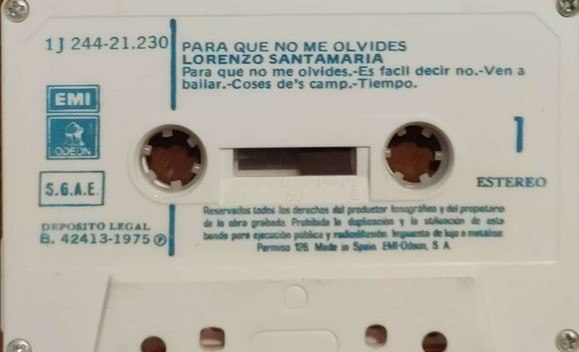 1J 244-21.230
PARA QUE NO ME OLVIDES
LORENZO SANTAMARIA
Para que no me olvides.-Es facil decir no.-Ven a
bailar.-Coses de's camp.-Tiempo.
EMI
ODEON
1
S.G.A.E.
ESTEREO
DEPOSITO LEGAL
B. 42413-1975 Ⓟ
Reservados todos los derechos del productor fonográfico y del propietario
de la obra grabada. Prohibida la duplicación y la utilización de esta
banda para ejecución pública y radiodifusión. Impuesto de lujo a metálico
Permiso 126. Made in Spain. EMI-Odeon, S. A.